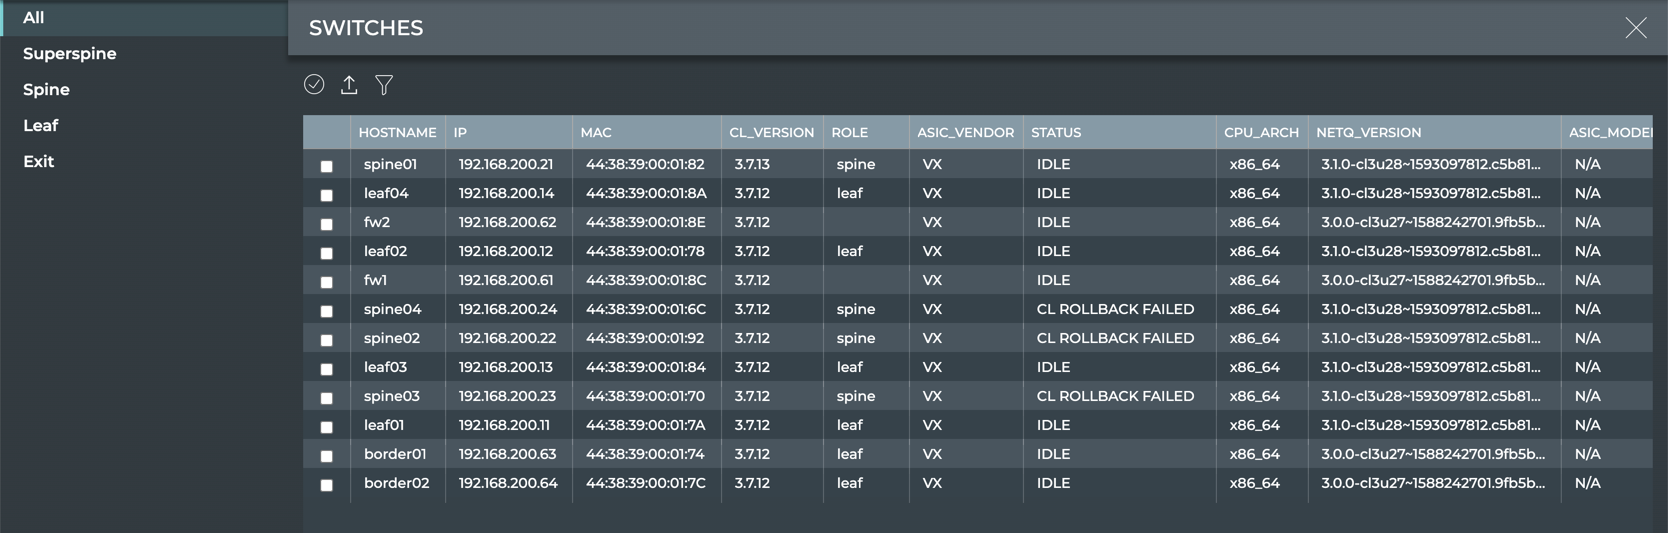 All
Superspine
Spine
Leaf
Exit
SWITCHES
HOSTNAME IP MAC CL_VERSION ROLE ASIC_VENDOR STATUS CPU_ARCH NETQ_VERSION ASIC_MODEL
spine01 192.168.200.21 44:38:39:00:01:82 3.7.13 spine VX IDLE x86_64 3.1.0-cl3u28~1593097812.c5b81... N/A
leaf04 192.168.200.14 44:38:39:00:01:8A 3.7.12 leaf VX IDLE x86_64 3.1.0-cl3u28~1593097812.c5b81... N/A
fw2 192.168.200.62 44:38:39:00:01:8E 3.7.12 VX IDLE x86_64 3.0.0-cl3u27~1588242701.9fb5b... N/A
leaf02 192.168.200.12 44:38:39:00:01:78 3.7.12 leaf VX IDLE x86_64 3.1.0-cl3u28~1593097812.c5b81... N/A
fw1 192.168.200.61 44:38:39:00:01:8C 3.7.12 VX IDLE x86_64 3.0.0-cl3u27~1588242701.9fb5b... N/A
spine04 192.168.200.24 44:38:39:00:01:6C 3.7.12 spine VX CL ROLLBACK FAILED x86_64 3.1.0-cl3u28~1593097812.c5b81... N/A
spine02 192.168.200.22 44:38:39:00:01:92 3.7.12 spine VX CL ROLLBACK FAILED x86_64 3.1.0-cl3u28~1593097812.c5b81... N/A
leaf03 192.168.200.13 44:38:39:00:01:84 3.7.12 leaf VX IDLE x86_64 3.1.0-cl3u28~1593097812.c5b81... N/A
spine03 192.168.200.23 44:38:39:00:01:70 3.7.12 spine VX CL ROLLBACK FAILED x86_64 3.1.0-cl3u28~1593097812.c5b81... N/A
leaf01 192.168.200.11 44:38:39:00:01:7A 3.7.12 leaf VX IDLE x86_64 3.1.0-cl3u28~1593097812.c5b81... N/A
border01 192.168.200.63 44:38:39:00:01:74 3.7.12 leaf VX IDLE x86_64 3.0.0-cl3u27~1588242701.9fb5b... N/A
border02 192.168.200.64 44:38:39:00:01:7C 3.7.12 leaf VX IDLE x86_64 3.0.0-cl3u27~1588242701.9fb5b... N/A